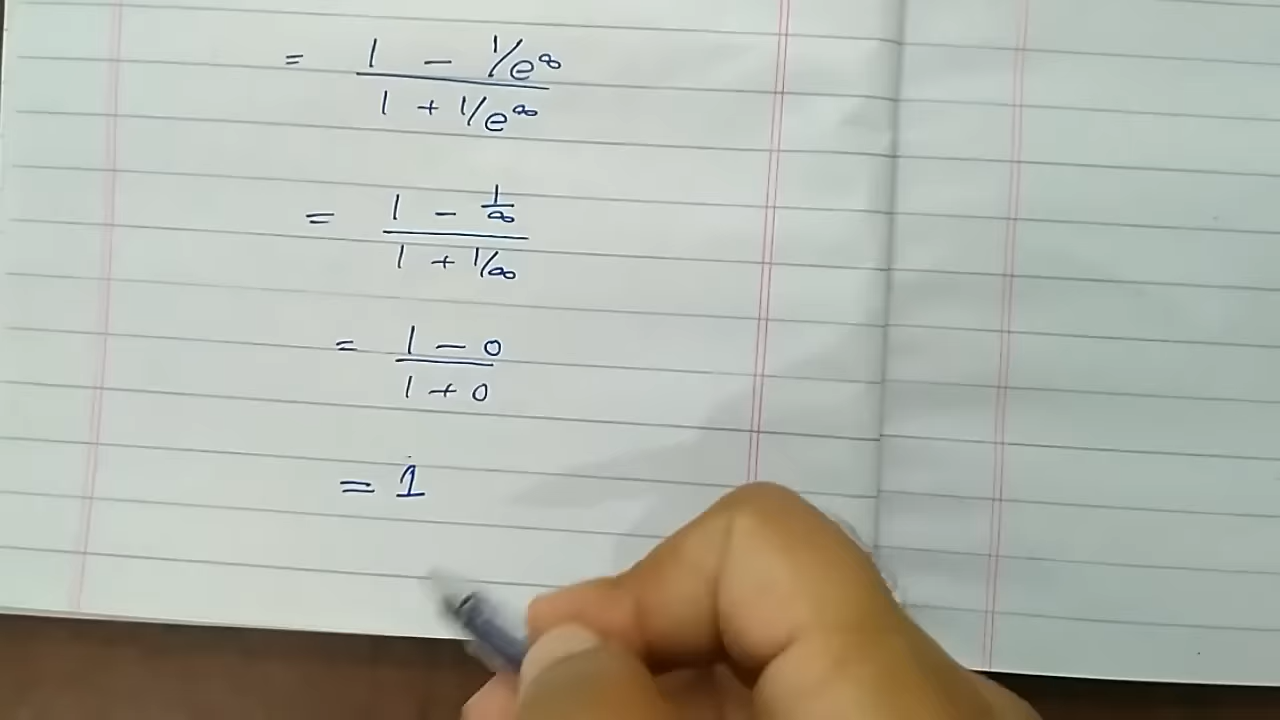 = (1 - 1/e^∞) / (1 + 1/e^∞)
= (1 - 1/∞) / (1 + 1/∞)
= (1 - 0) / (1 + 0)
= 1